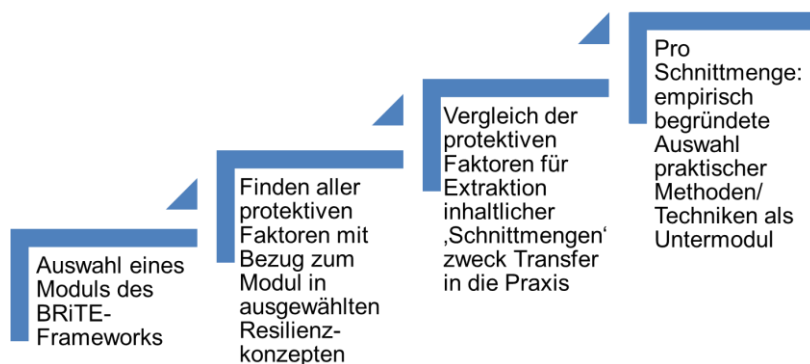 Auswahl eines
Moduls des
BRiTE-
Frameworks
Finden aller
protektiven
Faktoren mit
Bezug zum
Modul in
ausgewählten
Resilienz-
konzepten
Vergleich der
protektiven
Faktoren für
Extraktion
inhaltlicher
‚Schnittmengen‘
zweck Transfer
in die Praxis
Pro
Schnittmenge:
empirisch
begründete
Auswahl
praktischer
Methoden/
Techniken als
Untermodul